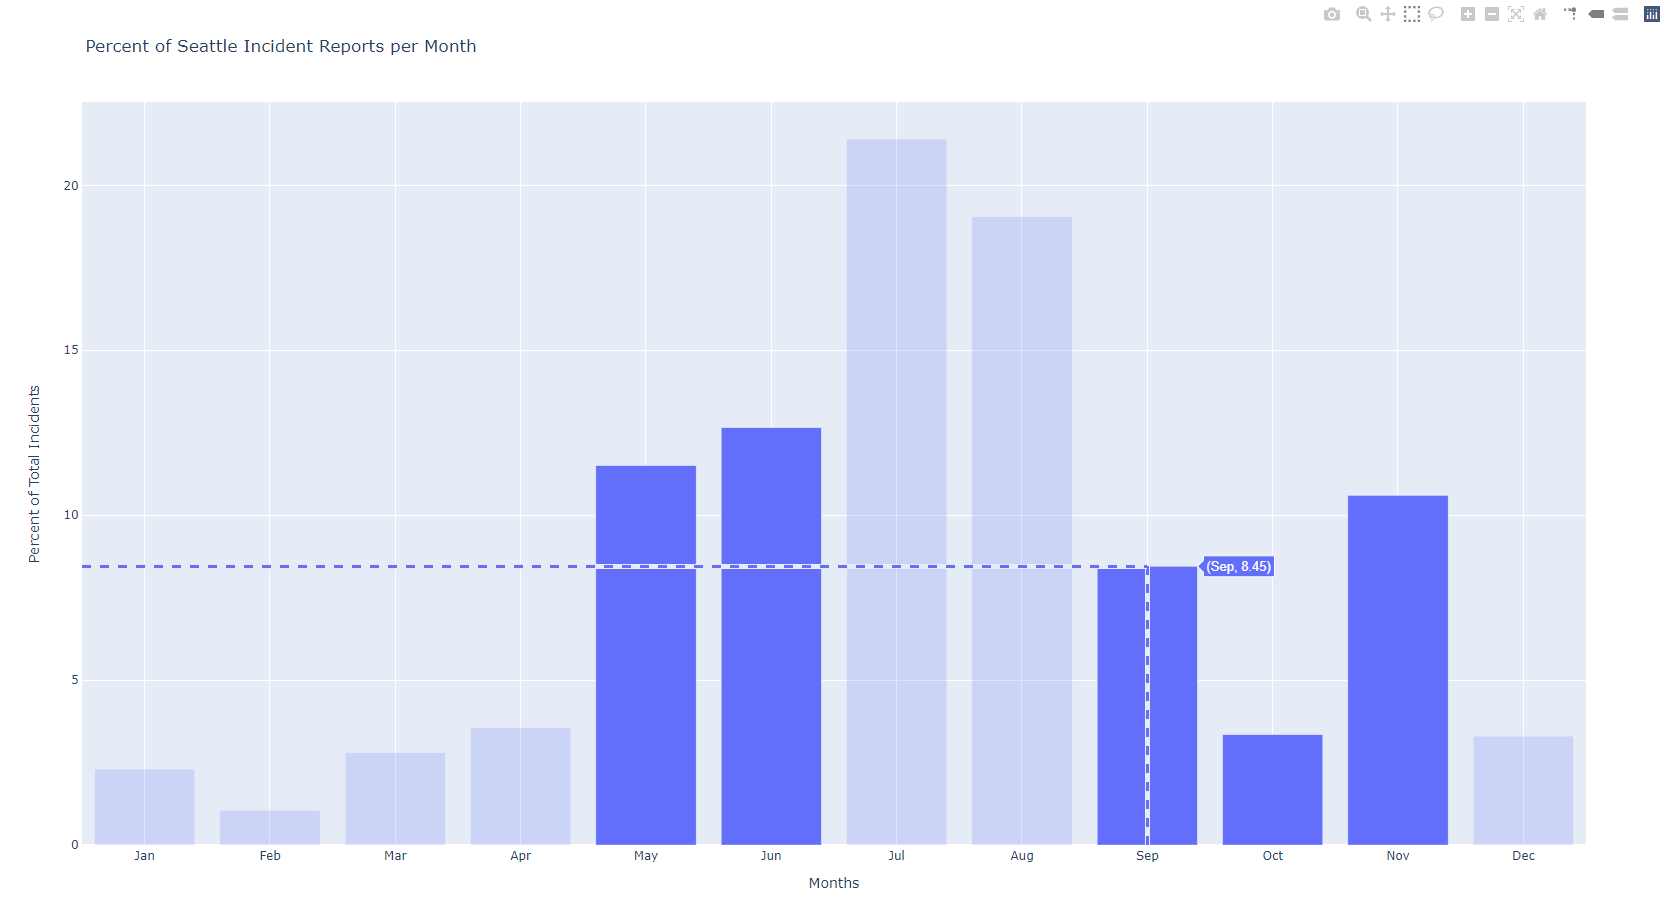 Percent of Seattle Incident Reports per Month
Percent of Total Incidents
20
15
10
5
0
(Sep, 8.45)
Jan Feb Mar Apr May Jun Jul Aug Sep Oct Nov Dec
Months